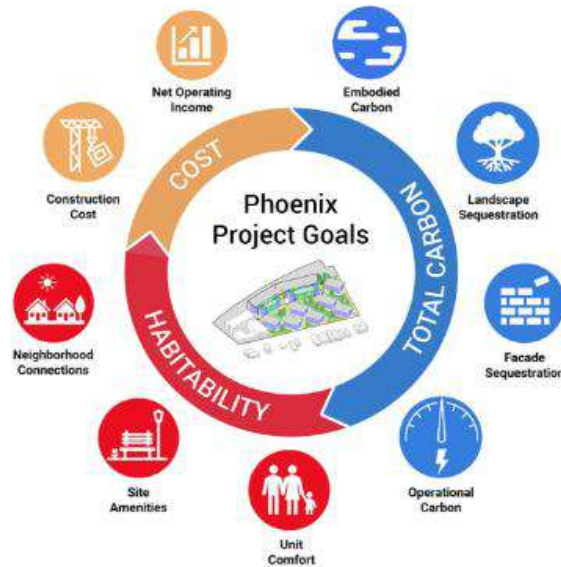 Phoenix
Project Goals
COST
TOTAL CARBON
HABITABILITY
Net Operating
Income
Embodied
Carbon
Landscape
Sequestration
Facade
Sequestration
Operational
Carbon
Unit
Comfort
Site
Amenities
Neighborhood
Connections
Construction
Cost